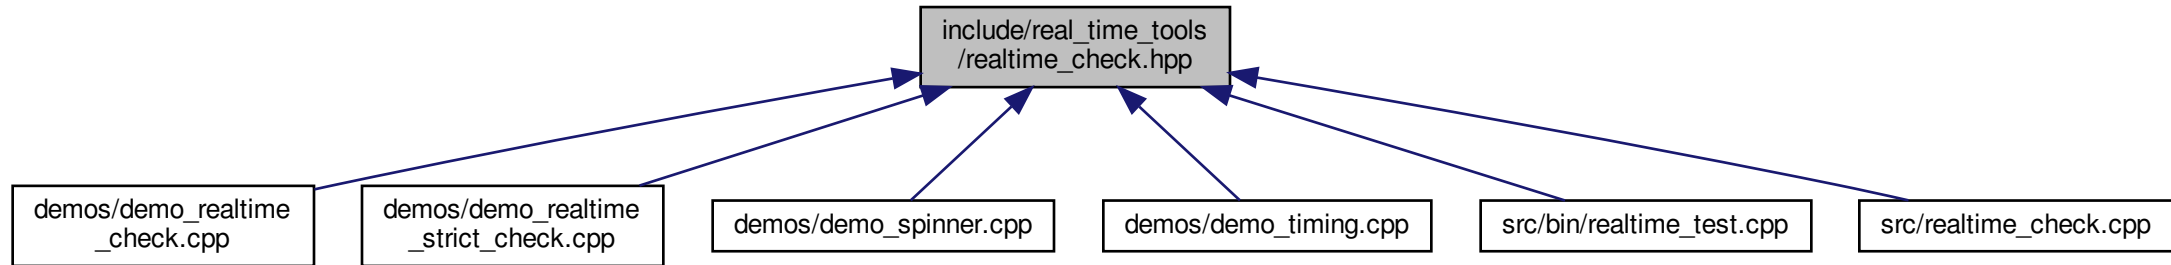 include/real_time_tools
/realtime_check.hpp
demos/demo_realtime
_check.cpp
demos/demo_realtime
_strict_check.cpp
demos/demo_spinner.cpp
demos/demo_timing.cpp
src/bin/realtime_test.cpp
src/realtime_check.cpp